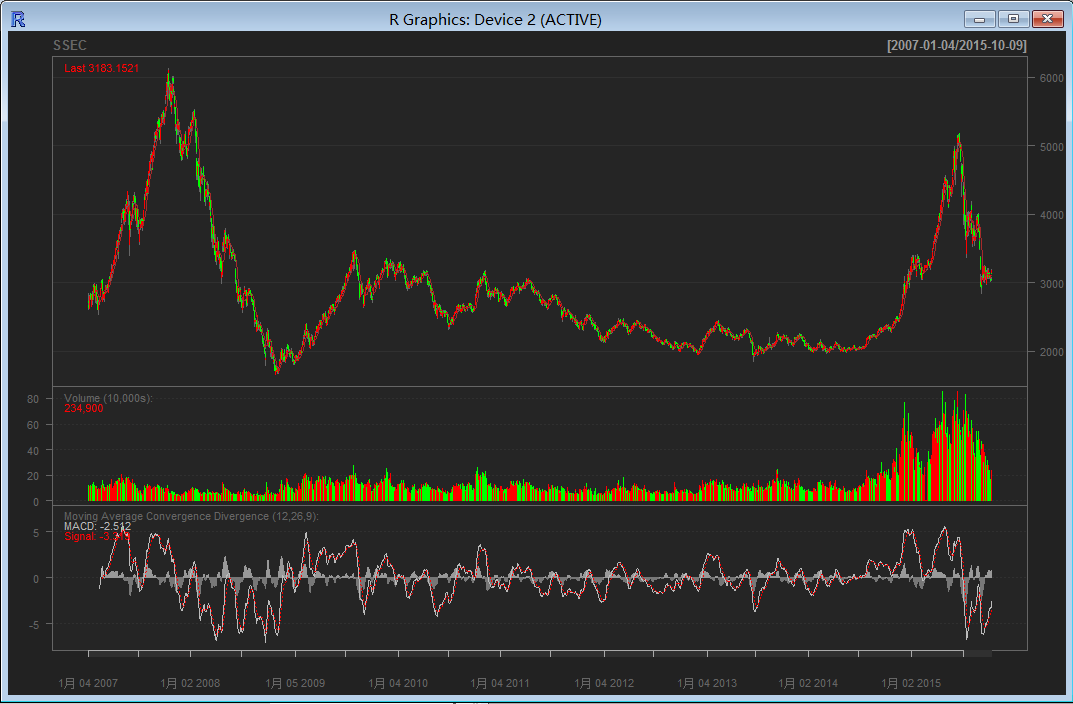 R Graphics: Device 2 (ACTIVE)
SSEC [2007-01-04/2015-10-09]
Last 3183.1521
6000
5000
4000
3000
2000
Volume (10,000s):
234,900
80
60
40
20
0
Moving Average Convergence Divergence (12,26,9):
MACD: -2.512
Signal:
5
0
-5
1月 04 2007 1月 02 2008 1月 05 2009 1月 04 2010 1月 04 2011 1月 04 2012 1月 04 2013 1月 02 2014 1月 02 2015